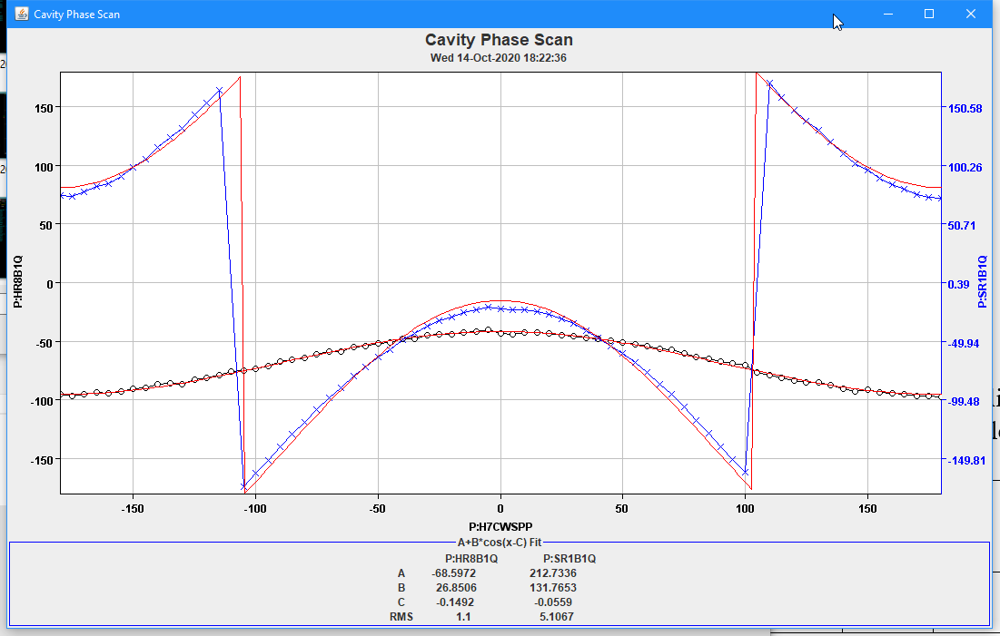 Cavity Phase Scan
Cavity Phase Scan
Wed 14-Oct-2020 18:22:36
P:HR8B1Q
150
100
50
0
-50
-100
-150
150.58
100.26
50.71
0.39
-49.94
-99.48
-149.81
P:SR1B1Q
-150 -100 -50 0 50 100 150
P:H7CWSPP
A+B*cos(x-C) Fit
P:HR8B1Q P:SR1B1Q
A -68.5972 212.7336
B 26.8506 131.7653
C -0.1492 -0.0559
RMS 1.1 5.1067